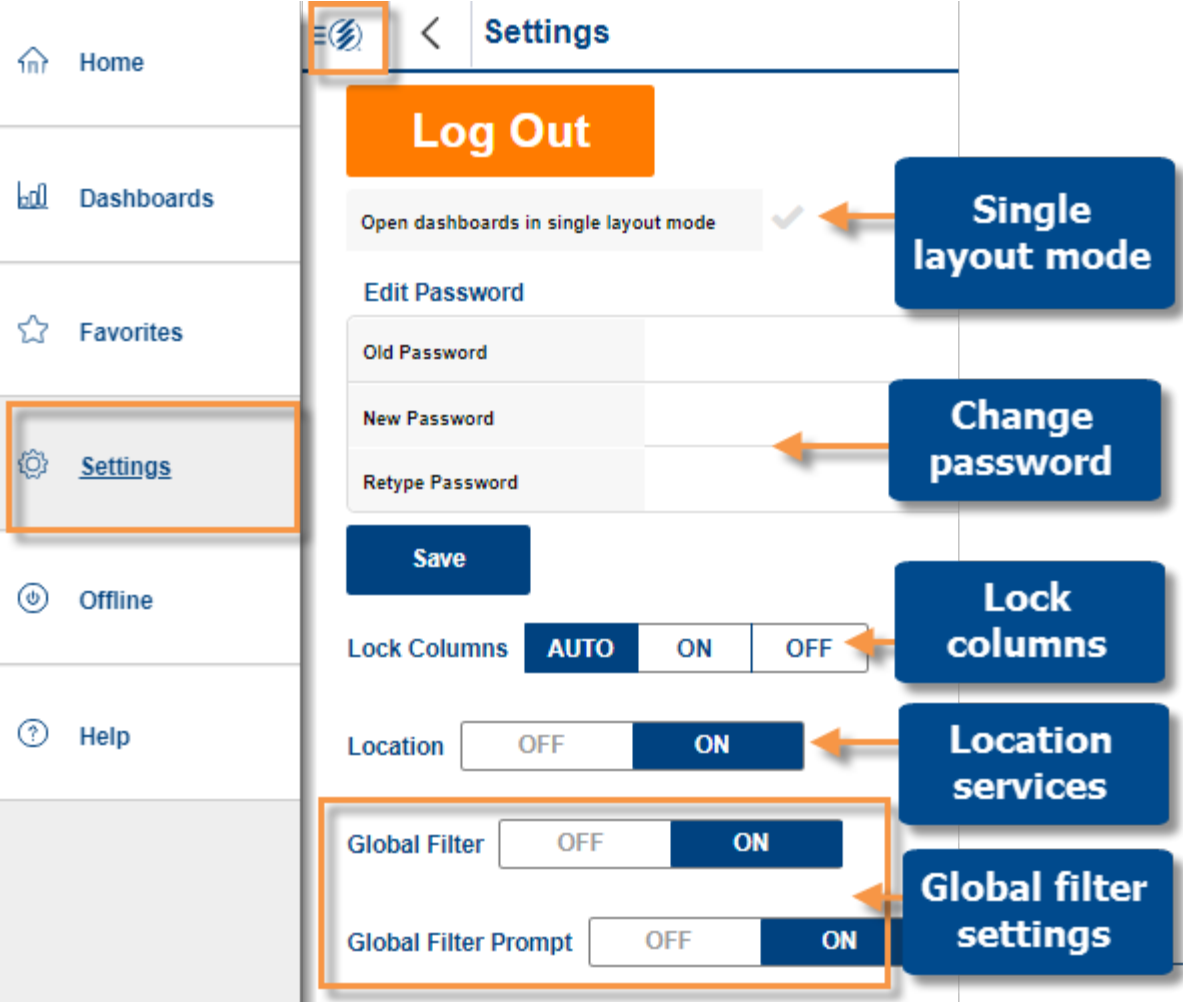 Home
Dashboards
Favorites
Settings
Offline
Help
Settings
Log Out
Open dashboards in single layout mode
Single
layout mode
Edit Password
Old Password
New Password
Retype Password
Change
password
Save
Lock Columns AUTO ON OFF
Lock
columns
Location OFF ON
Location
services
Global Filter OFF ON
Global Filter Prompt OFF ON
Global filter
settings